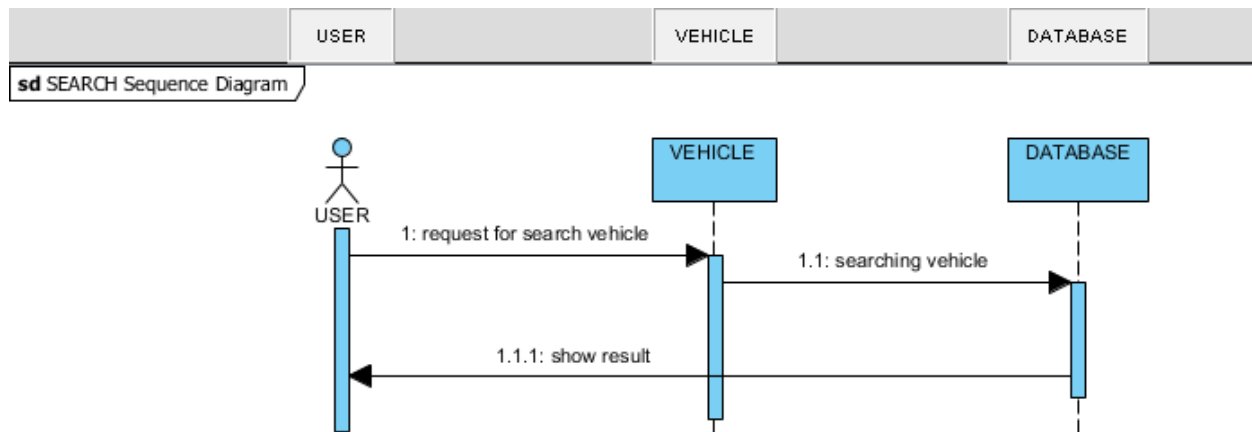 USER VEHICLE DATABASE
sd SEARCH Sequence Diagram
VEHICLE DATABASE
USER
1: request for search vehicle
1.1: searching vehicle
1.1.1: show result